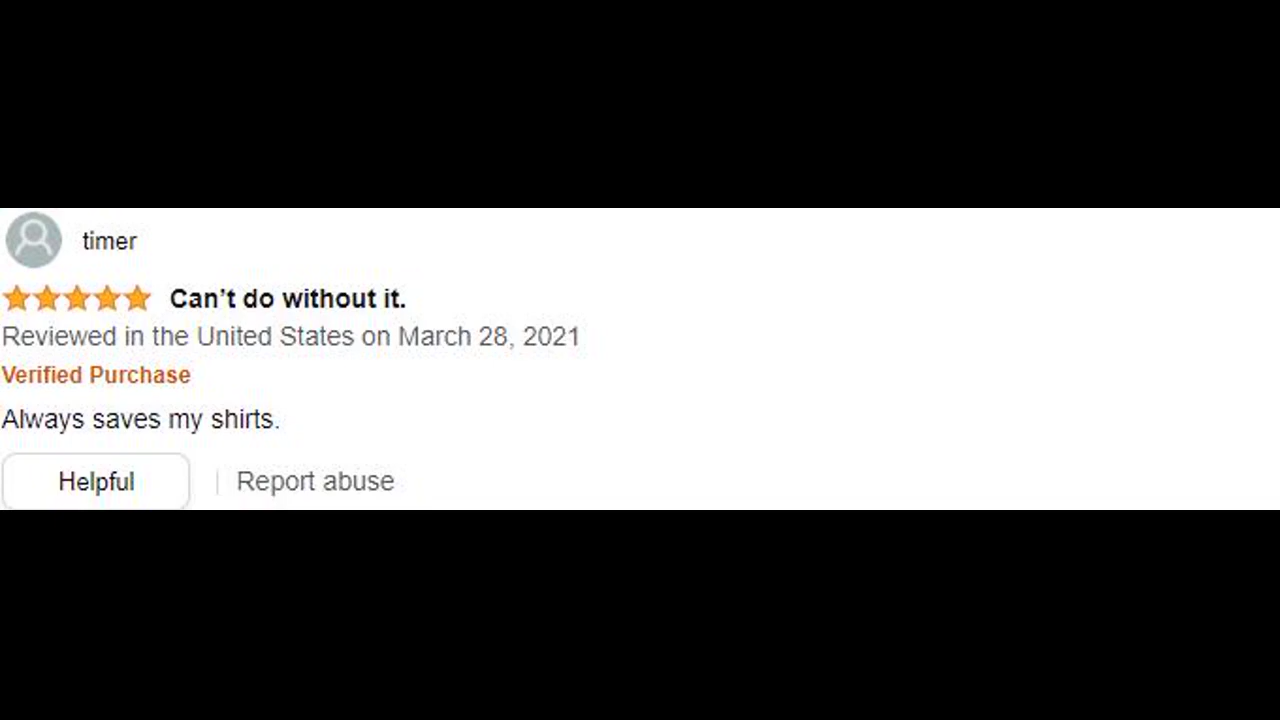 timer
Can’t do without it.
Reviewed in the United States on March 28, 2021
Verified Purchase
Always saves my shirts.
Helpful | Report abuse